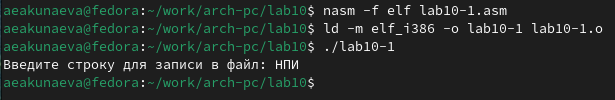 aeakunaeva@fedora:~/work/arch-pc/lab10$ nasm -f elf lab10-1.asm
aeakunaeva@fedora:~/work/arch-pc/lab10$ ld -m elf_i386 -o lab10-1 lab10-1.o
aeakunaeva@fedora:~/work/arch-pc/lab10$ ./lab10-1
Введите строку для записи в файл: НПИ
aeakunaeva@fedora:~/work/arch-pc/lab10$